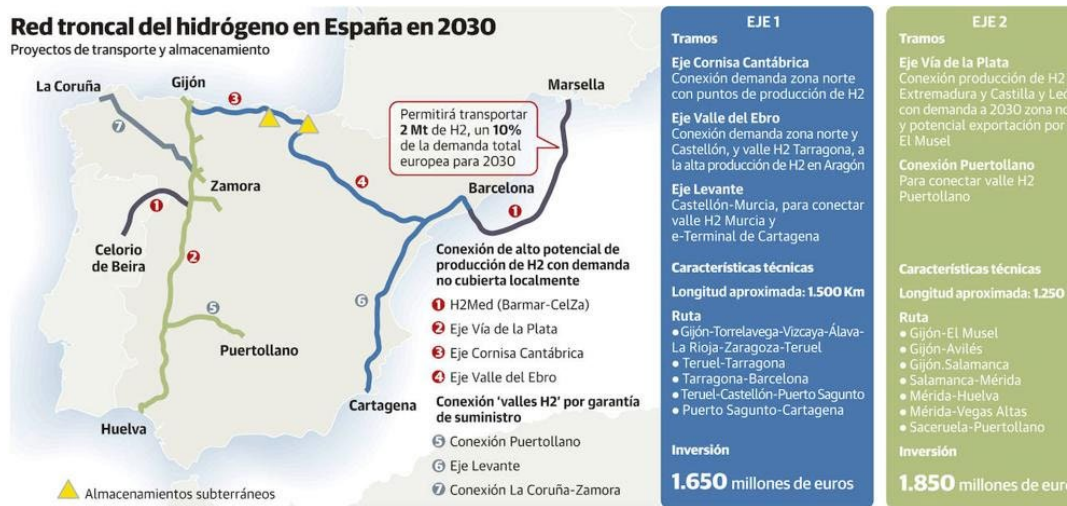 Red troncal del hidrógeno en España en 2030
Proyectos de transporte y almacenamiento
La Coruña
Gijón
Marsella
3
7
Permitirá transportar
2 Mt de H2, un 10%
de la demanda total
europea para 2030
Zamora
4
Barcelona
1
1
Celorio
de Beira
2
6
5
Puertollano
Huelva
Cartagena
Conexión de alto potencial de
producción de H2 con demanda
no cubierta localmente
1 H2Med (Barmar-CelZa)
2 Eje Vía de la Plata
3 Eje Cornisa Cantábrica
4 Eje Valle del Ebro
Conexión ‘valles H2’ por garantía
de suministro
5 Conexión Puertollano
6 Eje Levante
7 Conexión La Coruña-Zamora
Almacenamientos subterráneos
EJE 1
Tramos
Eje Cornisa Cantábrica
Conexión demanda zona norte
con puntos de producción de H2
Eje Valle del Ebro
Conexión demanda zona norte y
Castellón, y valle H2 Tarragona, a
la alta producción de H2 en Aragón
Eje Levante
Castellón-Murcia, para conectar
valle H2 Murcia y
e-Terminal de Cartagena
Características técnicas
Longitud aproximada: 1.500 Km
Ruta
● Gijón-Torrelavega-Vizcaya-Álava-
La Rioja-Zaragoza-Teruel
● Teruel-Tarragona
● Tarragona-Barcelona
● Teruel-Castellón-Puerto Sagunto
● Puerto Sagunto-Cartagena
Inversión
1.650 millones de euros
EJE 2
Tramos
Eje Vía de la Plata
Conexión producción de H2
Extremadura y Castilla y
con demanda a 2030 zona
y potencial exportación por
El Musel
Conexión Puertollano
Para conectar valle H2
Puertollano
Características técnicas
Longitud aproximada: 1.250
Ruta
● Gijón-El Musel
● Gijón-Avilés
● Gijón.Salamanca
● Salamanca-Mérida
● Mérida-Huelva
● Mérida-Vegas Altas
● Saceruela-Puertollano
Inversión
1.850 millones de